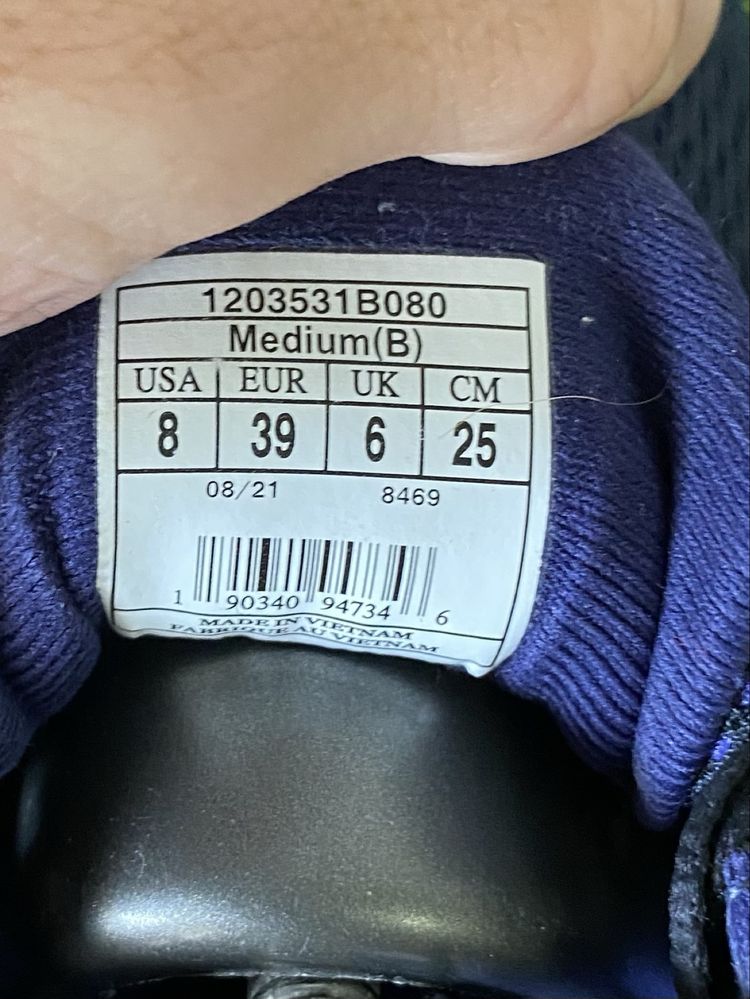 1203531B080
Medium(B)
USA EUR UK CM
8 39 6 25
08/21 8469
1 90340 94734 6
MADE IN VIETNAM
FABRIQUE AU VIETNAM